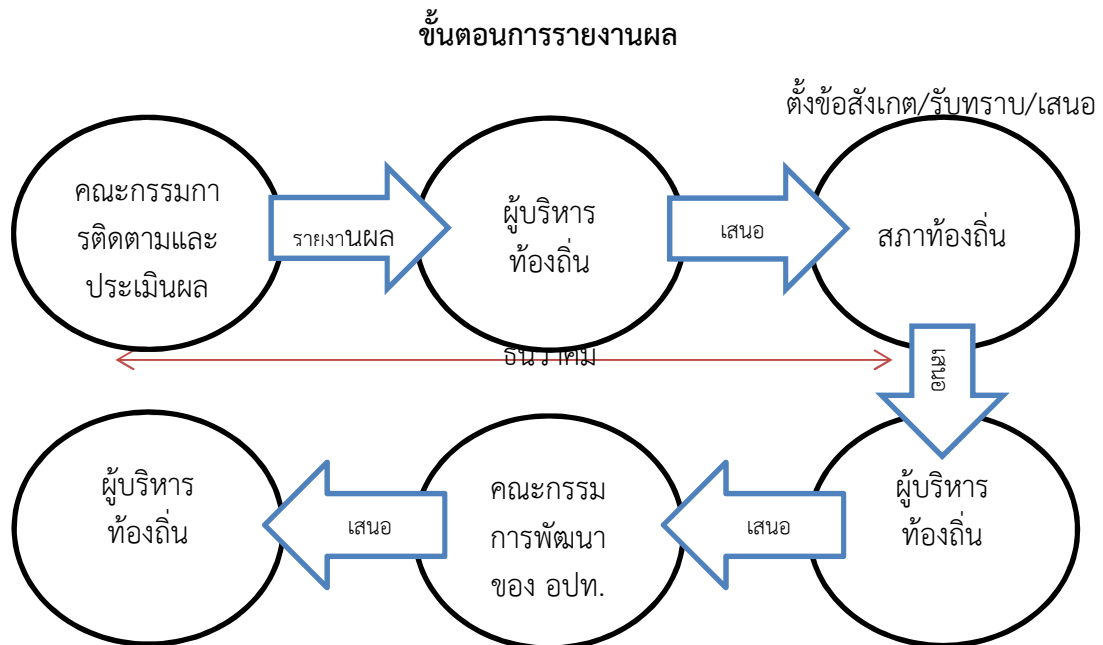 ขั้นตอนการรายงานผล
ตั้งข้อสังเกต/รับทราบ/เสนอ
คณะกรรมกา
รติดตามและ
ประเมินผล
รายงานผล
ผู้บริหาร
ท้องถิ่น
เสนอ
สภาท้องถิ่น
ธันวาคม
เสนอ
ผู้บริหาร
ท้องถิ่น
เสนอ
คณะกรรม
การพัฒนา
ของ อปท.
เสนอ
ผู้บริหาร
ท้องถิ่น